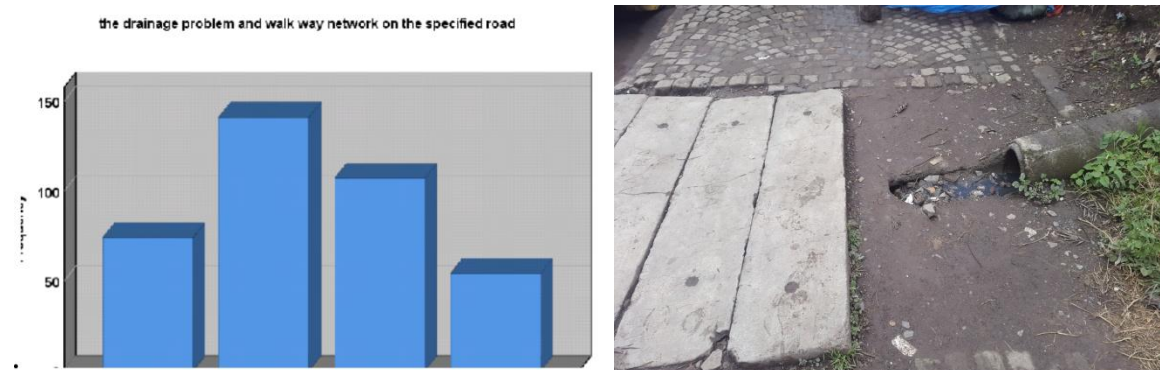 the drainage problem and walk way network on the specified road
150
100
50